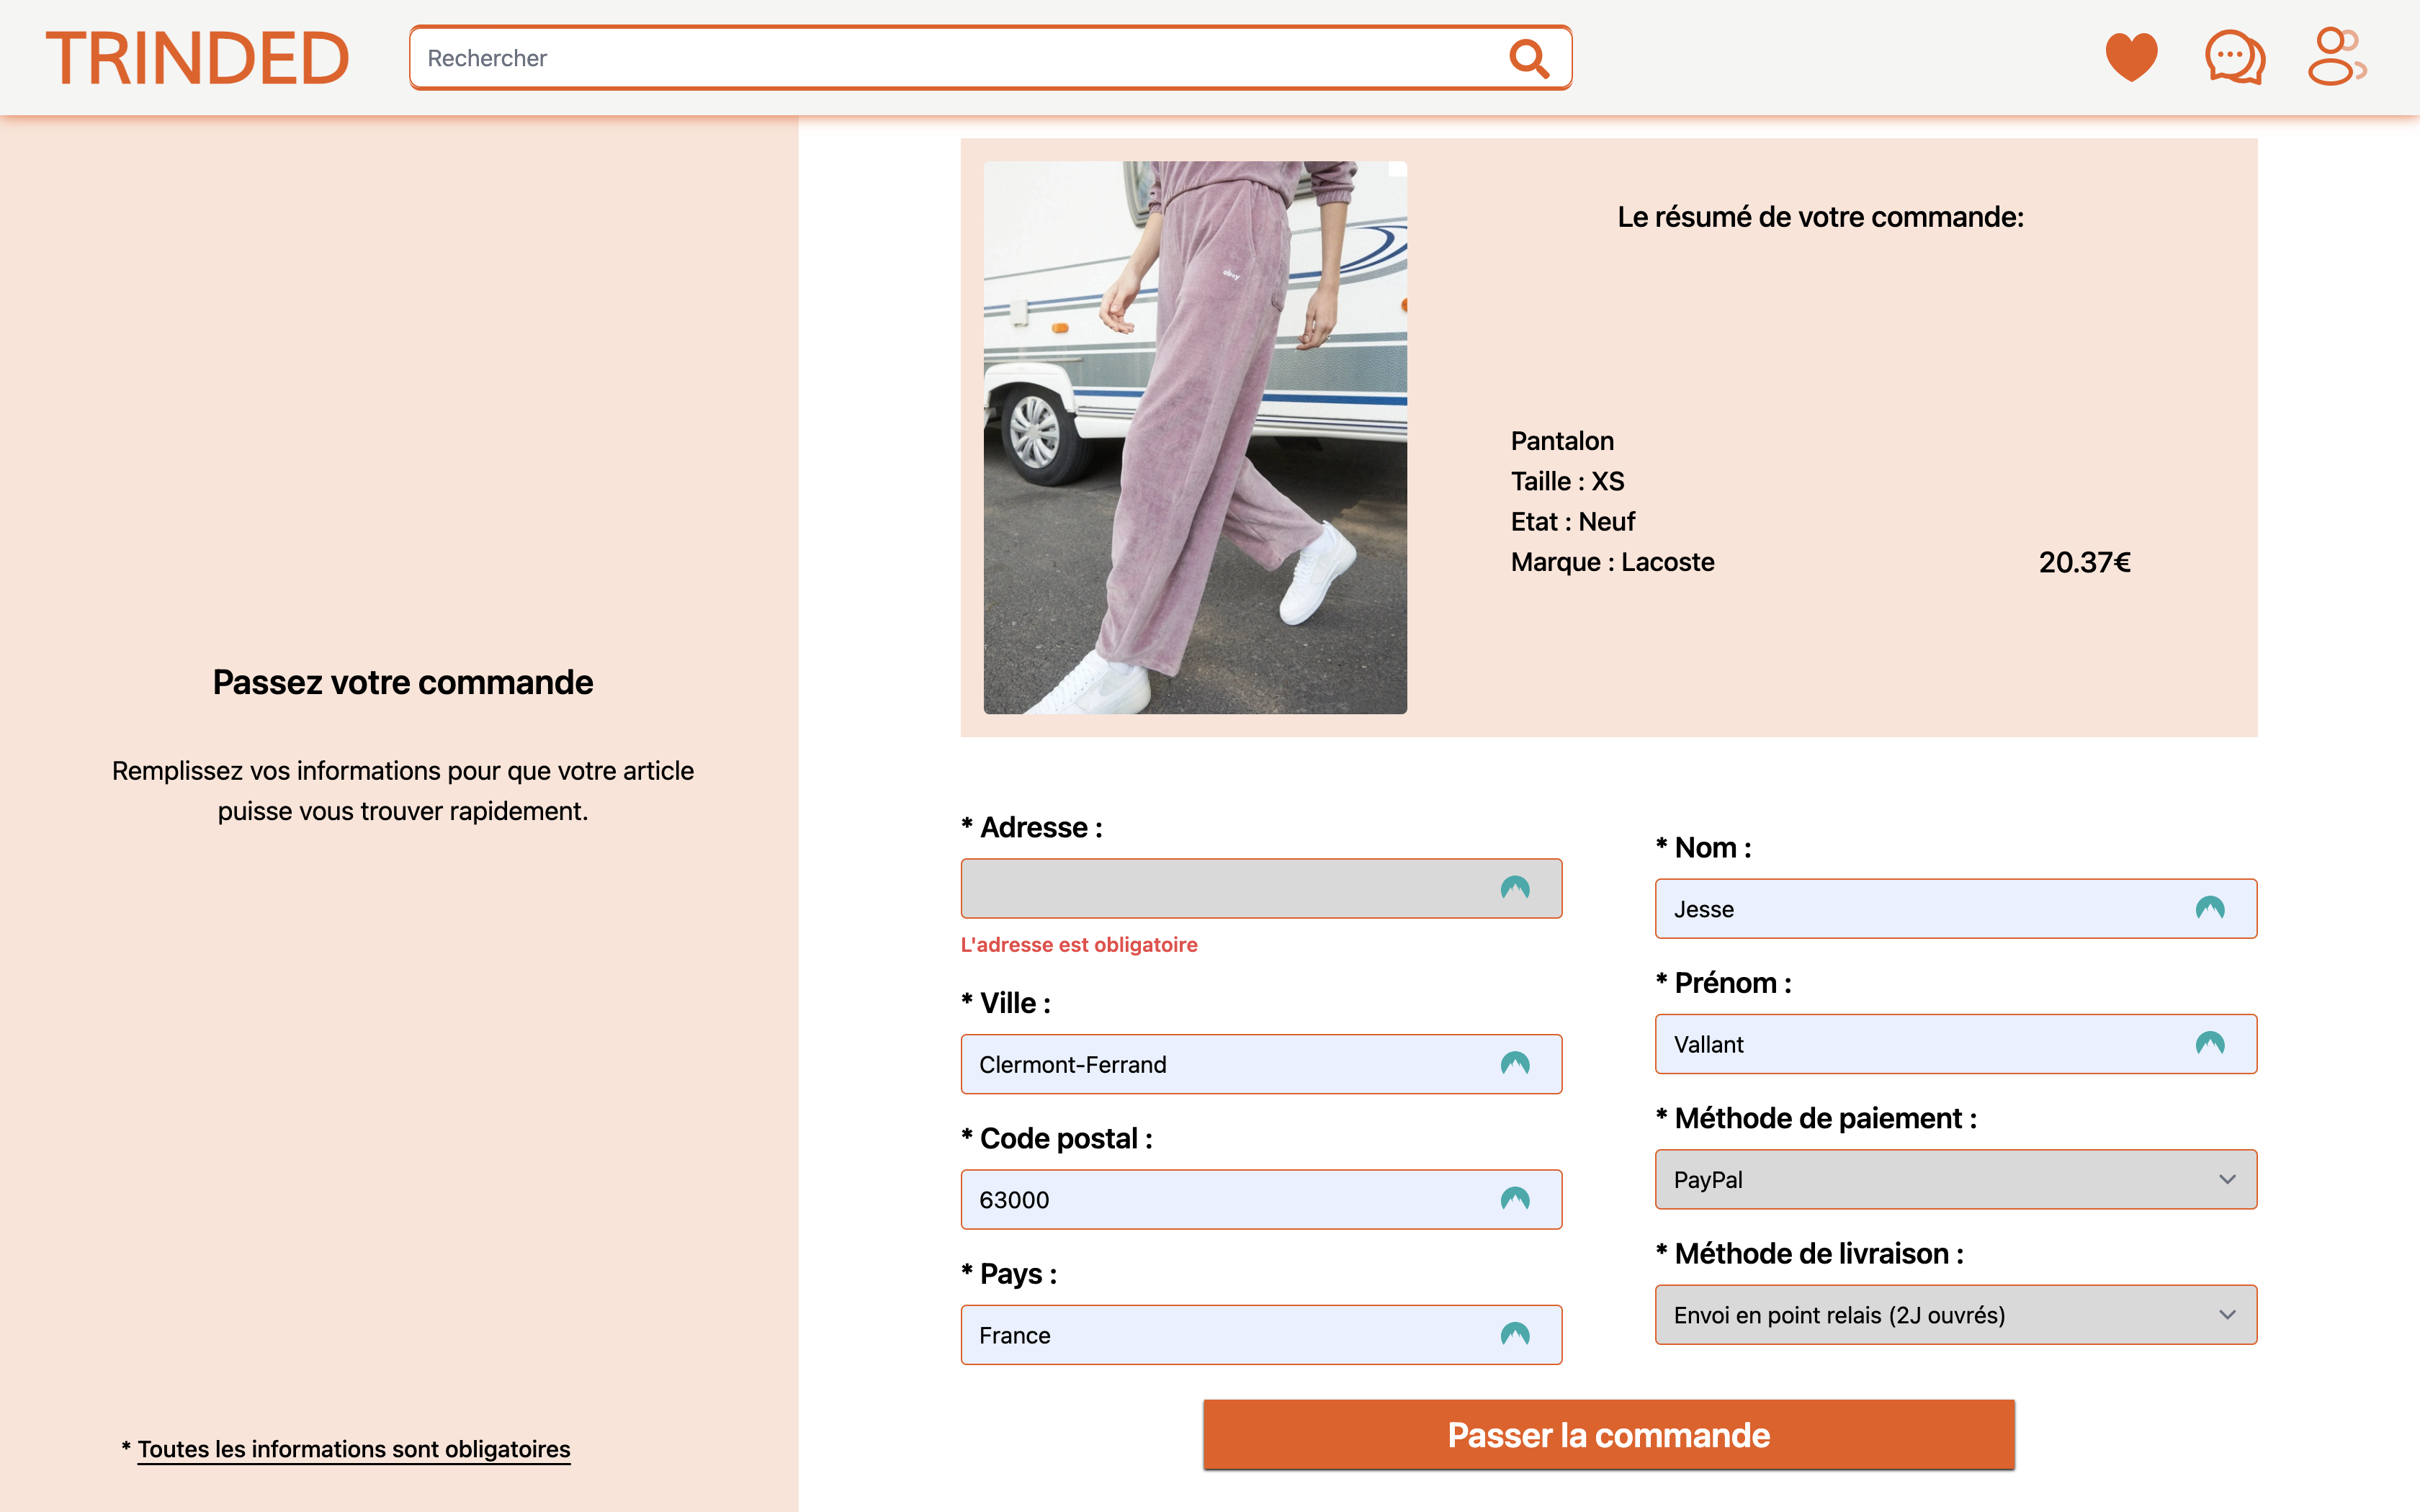 TRINDED
Rechercher
Passez votre commande
Remplissez vos informations pour que votre article
puisse vous trouver rapidement.
* Toutes les informations sont obligatoires
Le résumé de votre commande:
Pantalon
Taille : XS
Etat : Neuf
Marque : Lacoste
20.37€
* Adresse :
L'adresse est obligatoire
* Ville :
Clermont-Ferrand
* Code postal :
63000
* Pays :
France
* Nom :
Jesse
* Prénom :
Vallant
* Méthode de paiement :
PayPal
* Méthode de livraison :
Envoi en point relais (2J ouvrés)
Passer la commande